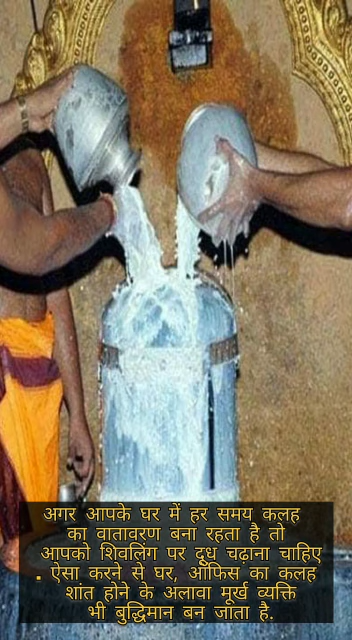 अगर आपके घर में हर समय कलह
का वातावरण बना रहता है तो
आपको शिवलिंग पर दूध चढ़ाना चाहिए
. ऐसा करने से घर, ऑफिस का कलह
शांत होने के अलावा मूर्ख व्यक्ति
भी बुद्धिमान बन जाता है.